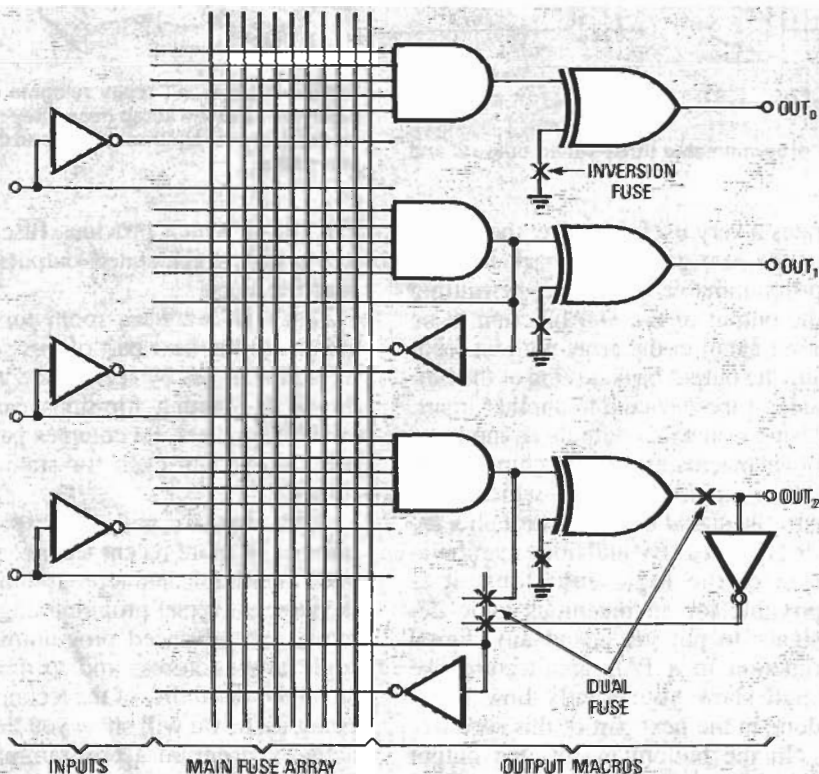 OUT0
INVERSION
FUSE
OUT1
OUT2
DUAL
FUSE
INPUTS
MAIN FUSE ARRAY
OUTPUT MACROS